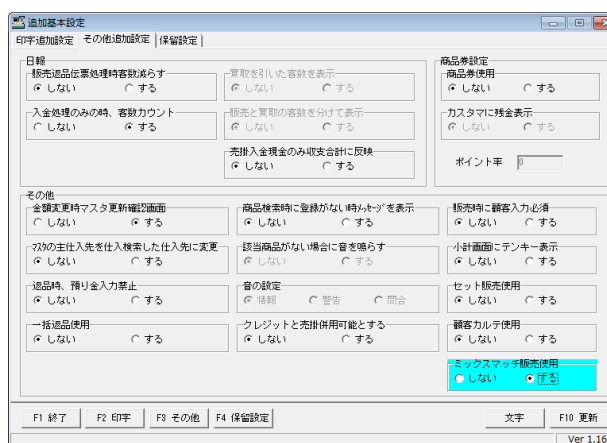 追加基本設定
印字追加設定 その他追加設定 保留設定
日報
販売返品伝票処理時客数減らす
しない する
買取を引いた客数を表示
しない する
入金処理のみの時、客数カウント
しない する
販売と買取の客数を分けて表示
しない する
売掛入金現金のみ収支合計に反映
しない する
商品券設定
商品券使用
しない する
カスタマに残金表示
しない する
ポイント率 0
その他
金額変更時マスタ更新確認画面
しない する
商品検索時に登録がない時メッセージを表示
しない する
販売時に顧客入力必須
しない する
マスタの主仕入先を仕入検索した仕入先に変更
しない する
該当商品がない場合に音を鳴らす
しない する
小計画面にテンキー表示
しない する
返品時、預り金入力禁止
しない する
音の設定
情報 警告 問合
セット販売使用
しない する
一括返品使用
しない する
クレジットと売掛併用可能とする
しない する
顧客カルテ使用
しない する
ミックスマッチ販売使用
しない する
F1 終了 F2 印字 F3 その他 F4 保留設定 文字 F10 更新
Ver 1.16